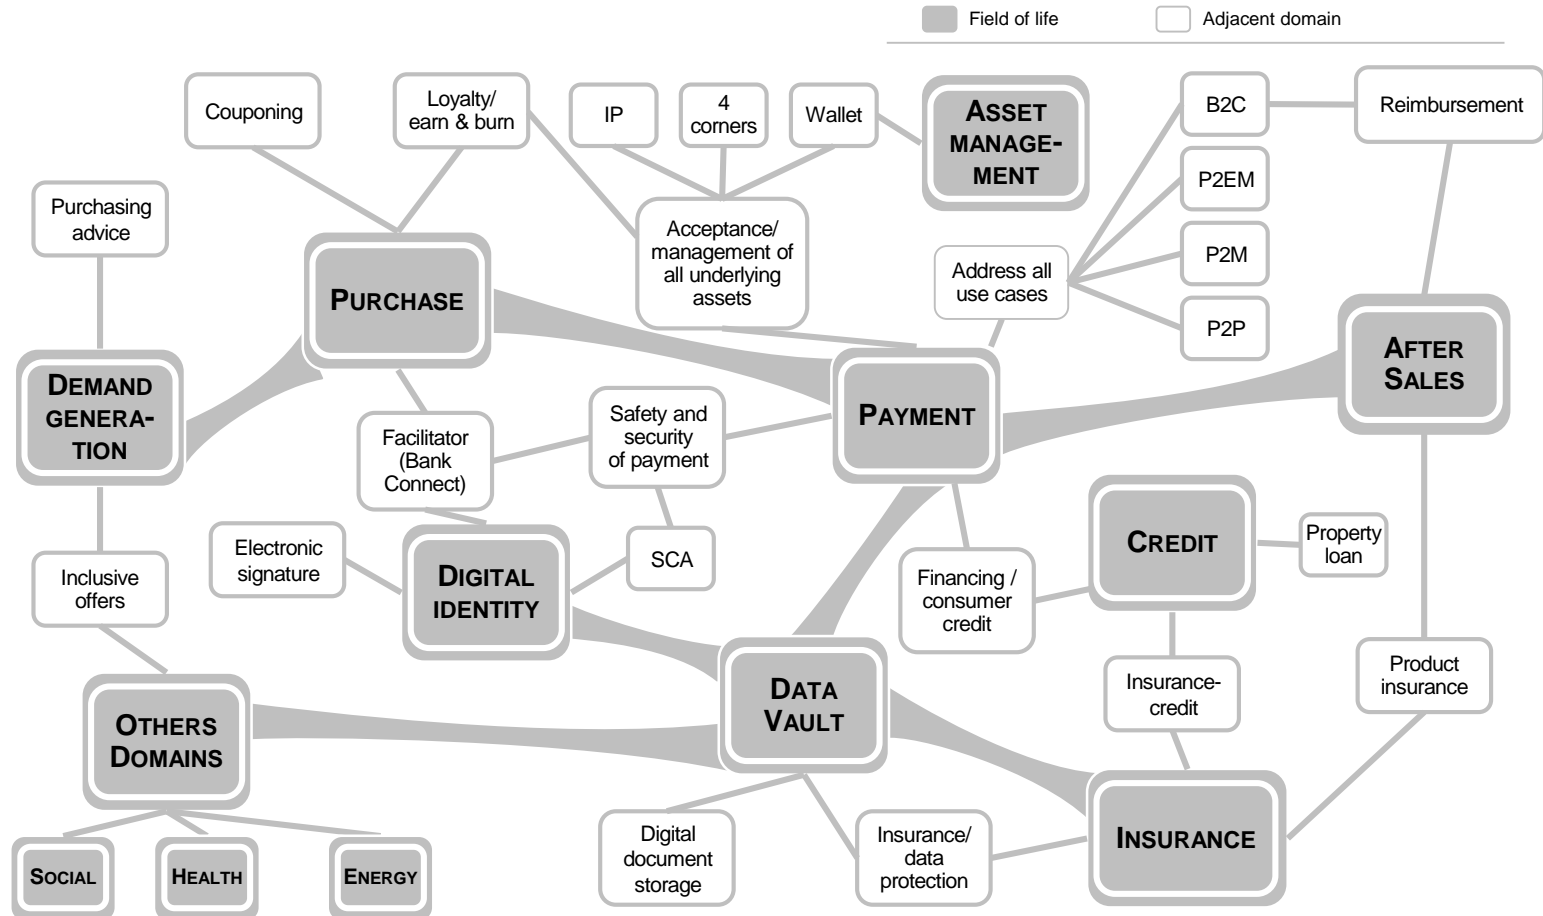 Field of life
Adjacent domain
Couponing
Loyalty/
earn & burn
IP
4
corners
Wallet
ASSET
MANAGE-
MENT
B2C
Reimbursement
P2EM
P2M
P2P
Purchasing
advice
PURCHASE
Acceptance/
management of
all underlying
assets
Address all
use cases
DEMAND
GENERA-
TION
PAYMENT
AFTER
SALES
Facilitator
(Bank
Connect)
Safety and
security
of payment
Electronic
signature
DIGITAL
IDENTITY
SCA
CREDIT
Property
loan
Inclusive
offers
Financing /
consumer
credit
OTHERS
DOMAINS
DATA
VAULT
Insurance-
credit
Product
insurance
SOCIAL
HEALTH
ENERGY
Digital
document
storage
Insurance/
data
protection
INSURANCE